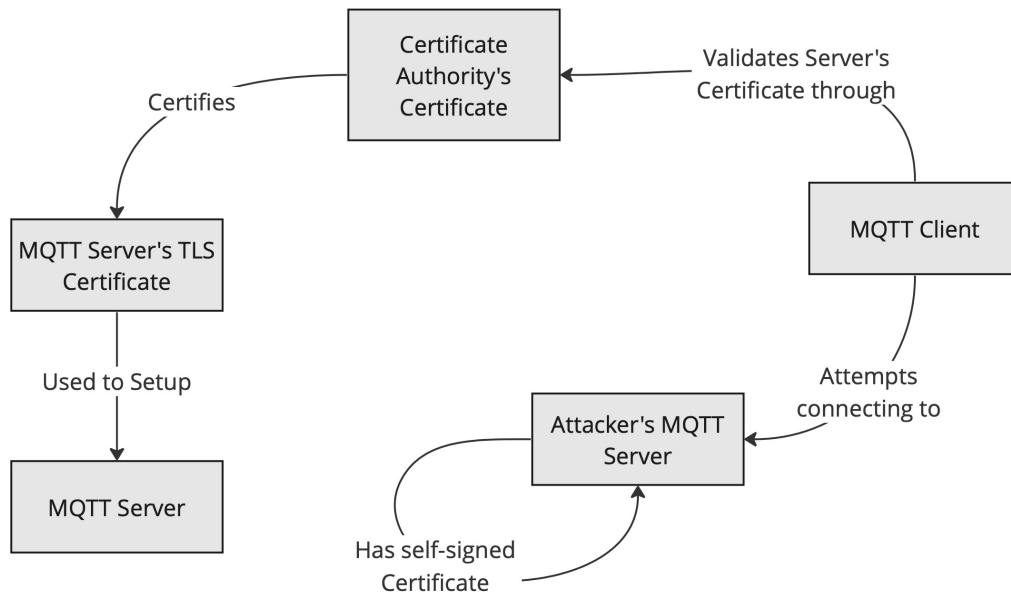 Certificate
Authority's
Certificate
Validates Server's
Certificate through
Certifies
MQTT Client
MQTT Server's TLS
Certificate
Used to Setup
Attempts
connecting to
Attacker's MQTT
Server
MQTT Server
Has self-signed
Certificate